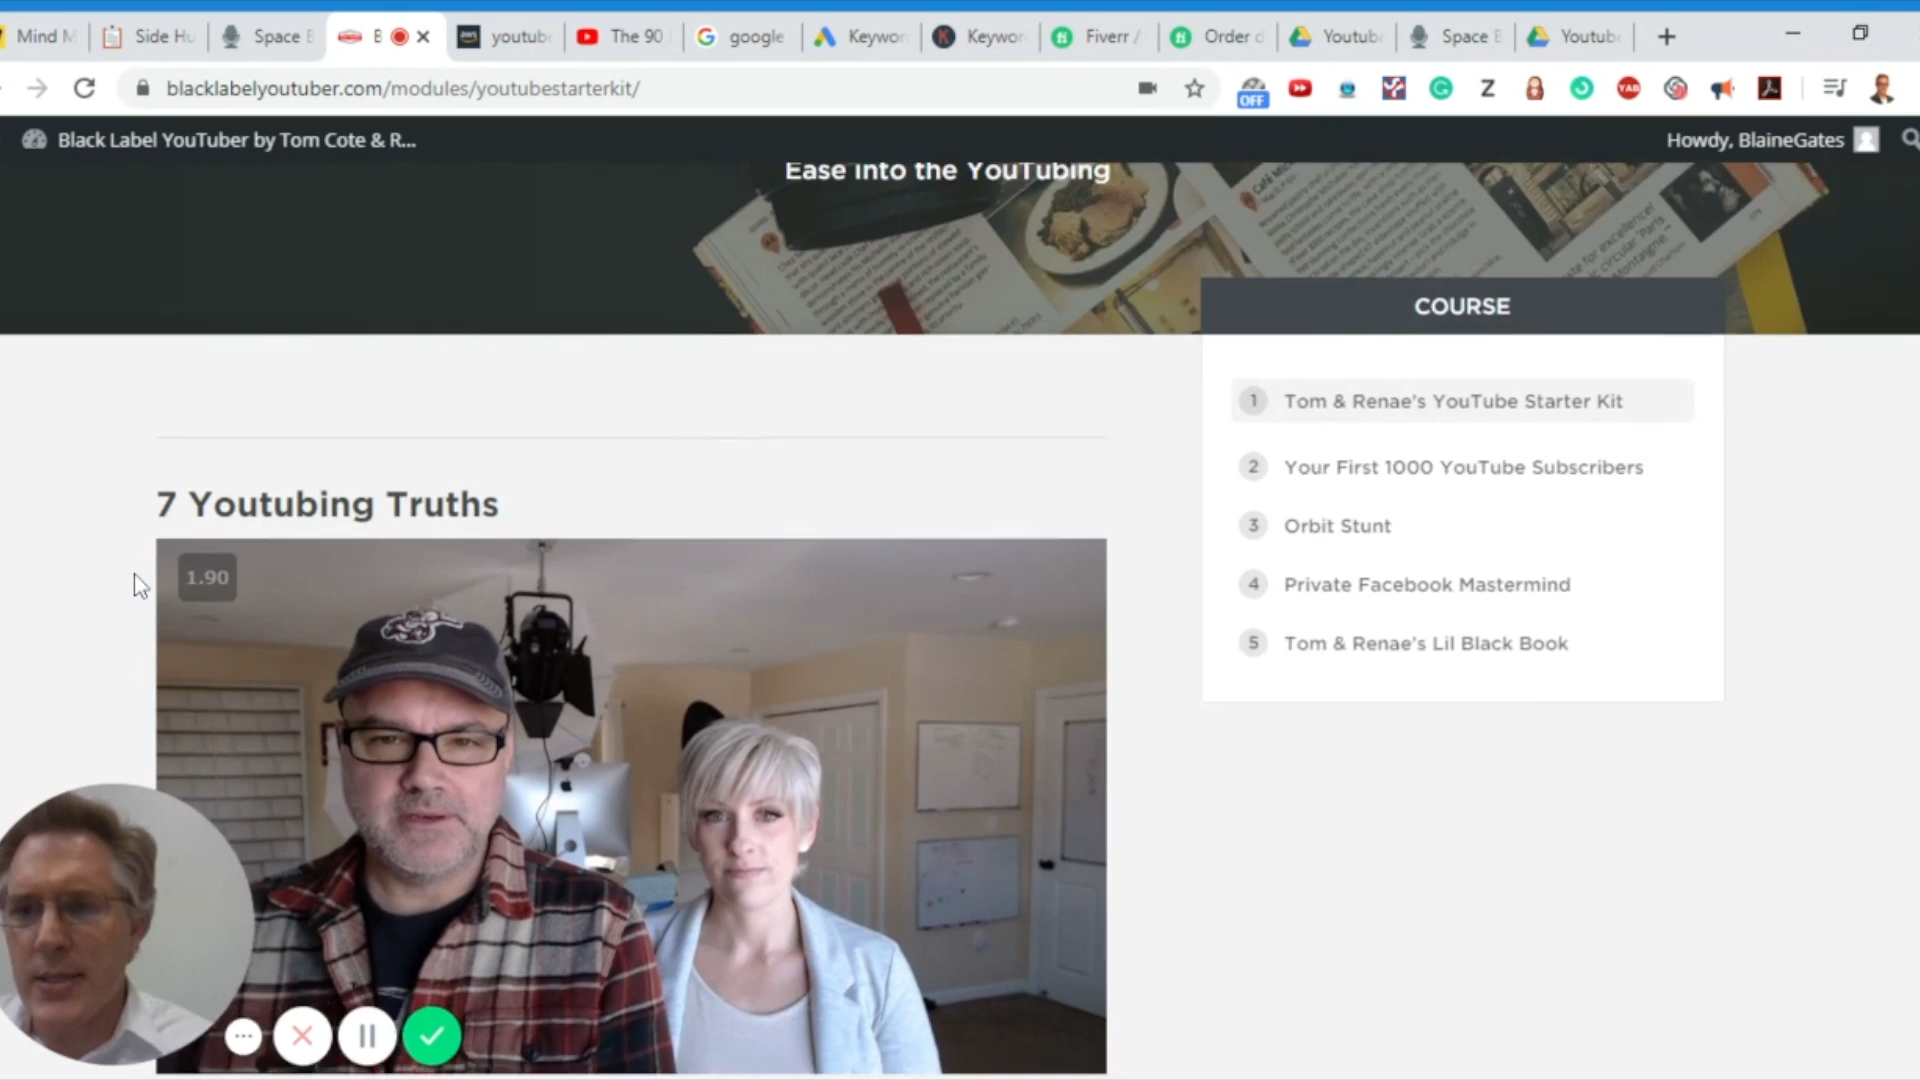 Mind M
Side Hu
Space B
B
youtub
The 90
google
Keywor
Keywor
Fiverr /
Order d
Youtub
Space B
Youtub
blacklabelyoutuber.com/modules/youtubestarterkit/
OFF
Z
YAB
Black Label YouTuber by Tom Cote & R...
Howdy, BlaineGates
Ease into the YouTubing
COURSE
1 Tom & Renae's YouTube Starter Kit
2 Your First 1000 YouTube Subscribers
3 Orbit Stunt
4 Private Facebook Mastermind
5 Tom & Renae's Lil Black Book
7 Youtubing Truths
1.90